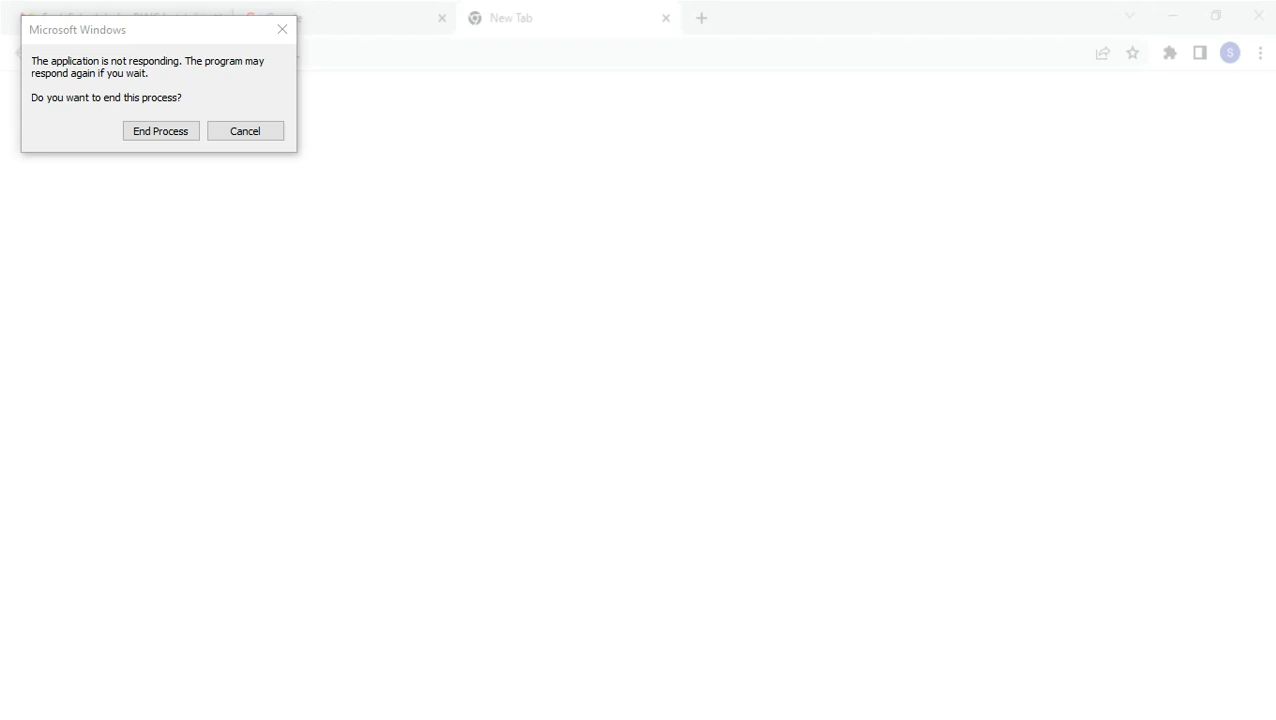 New Tab
Microsoft Windows
The application is not responding. The program may
respond again if you wait.
Do you want to end this process?
End Process
Cancel
S